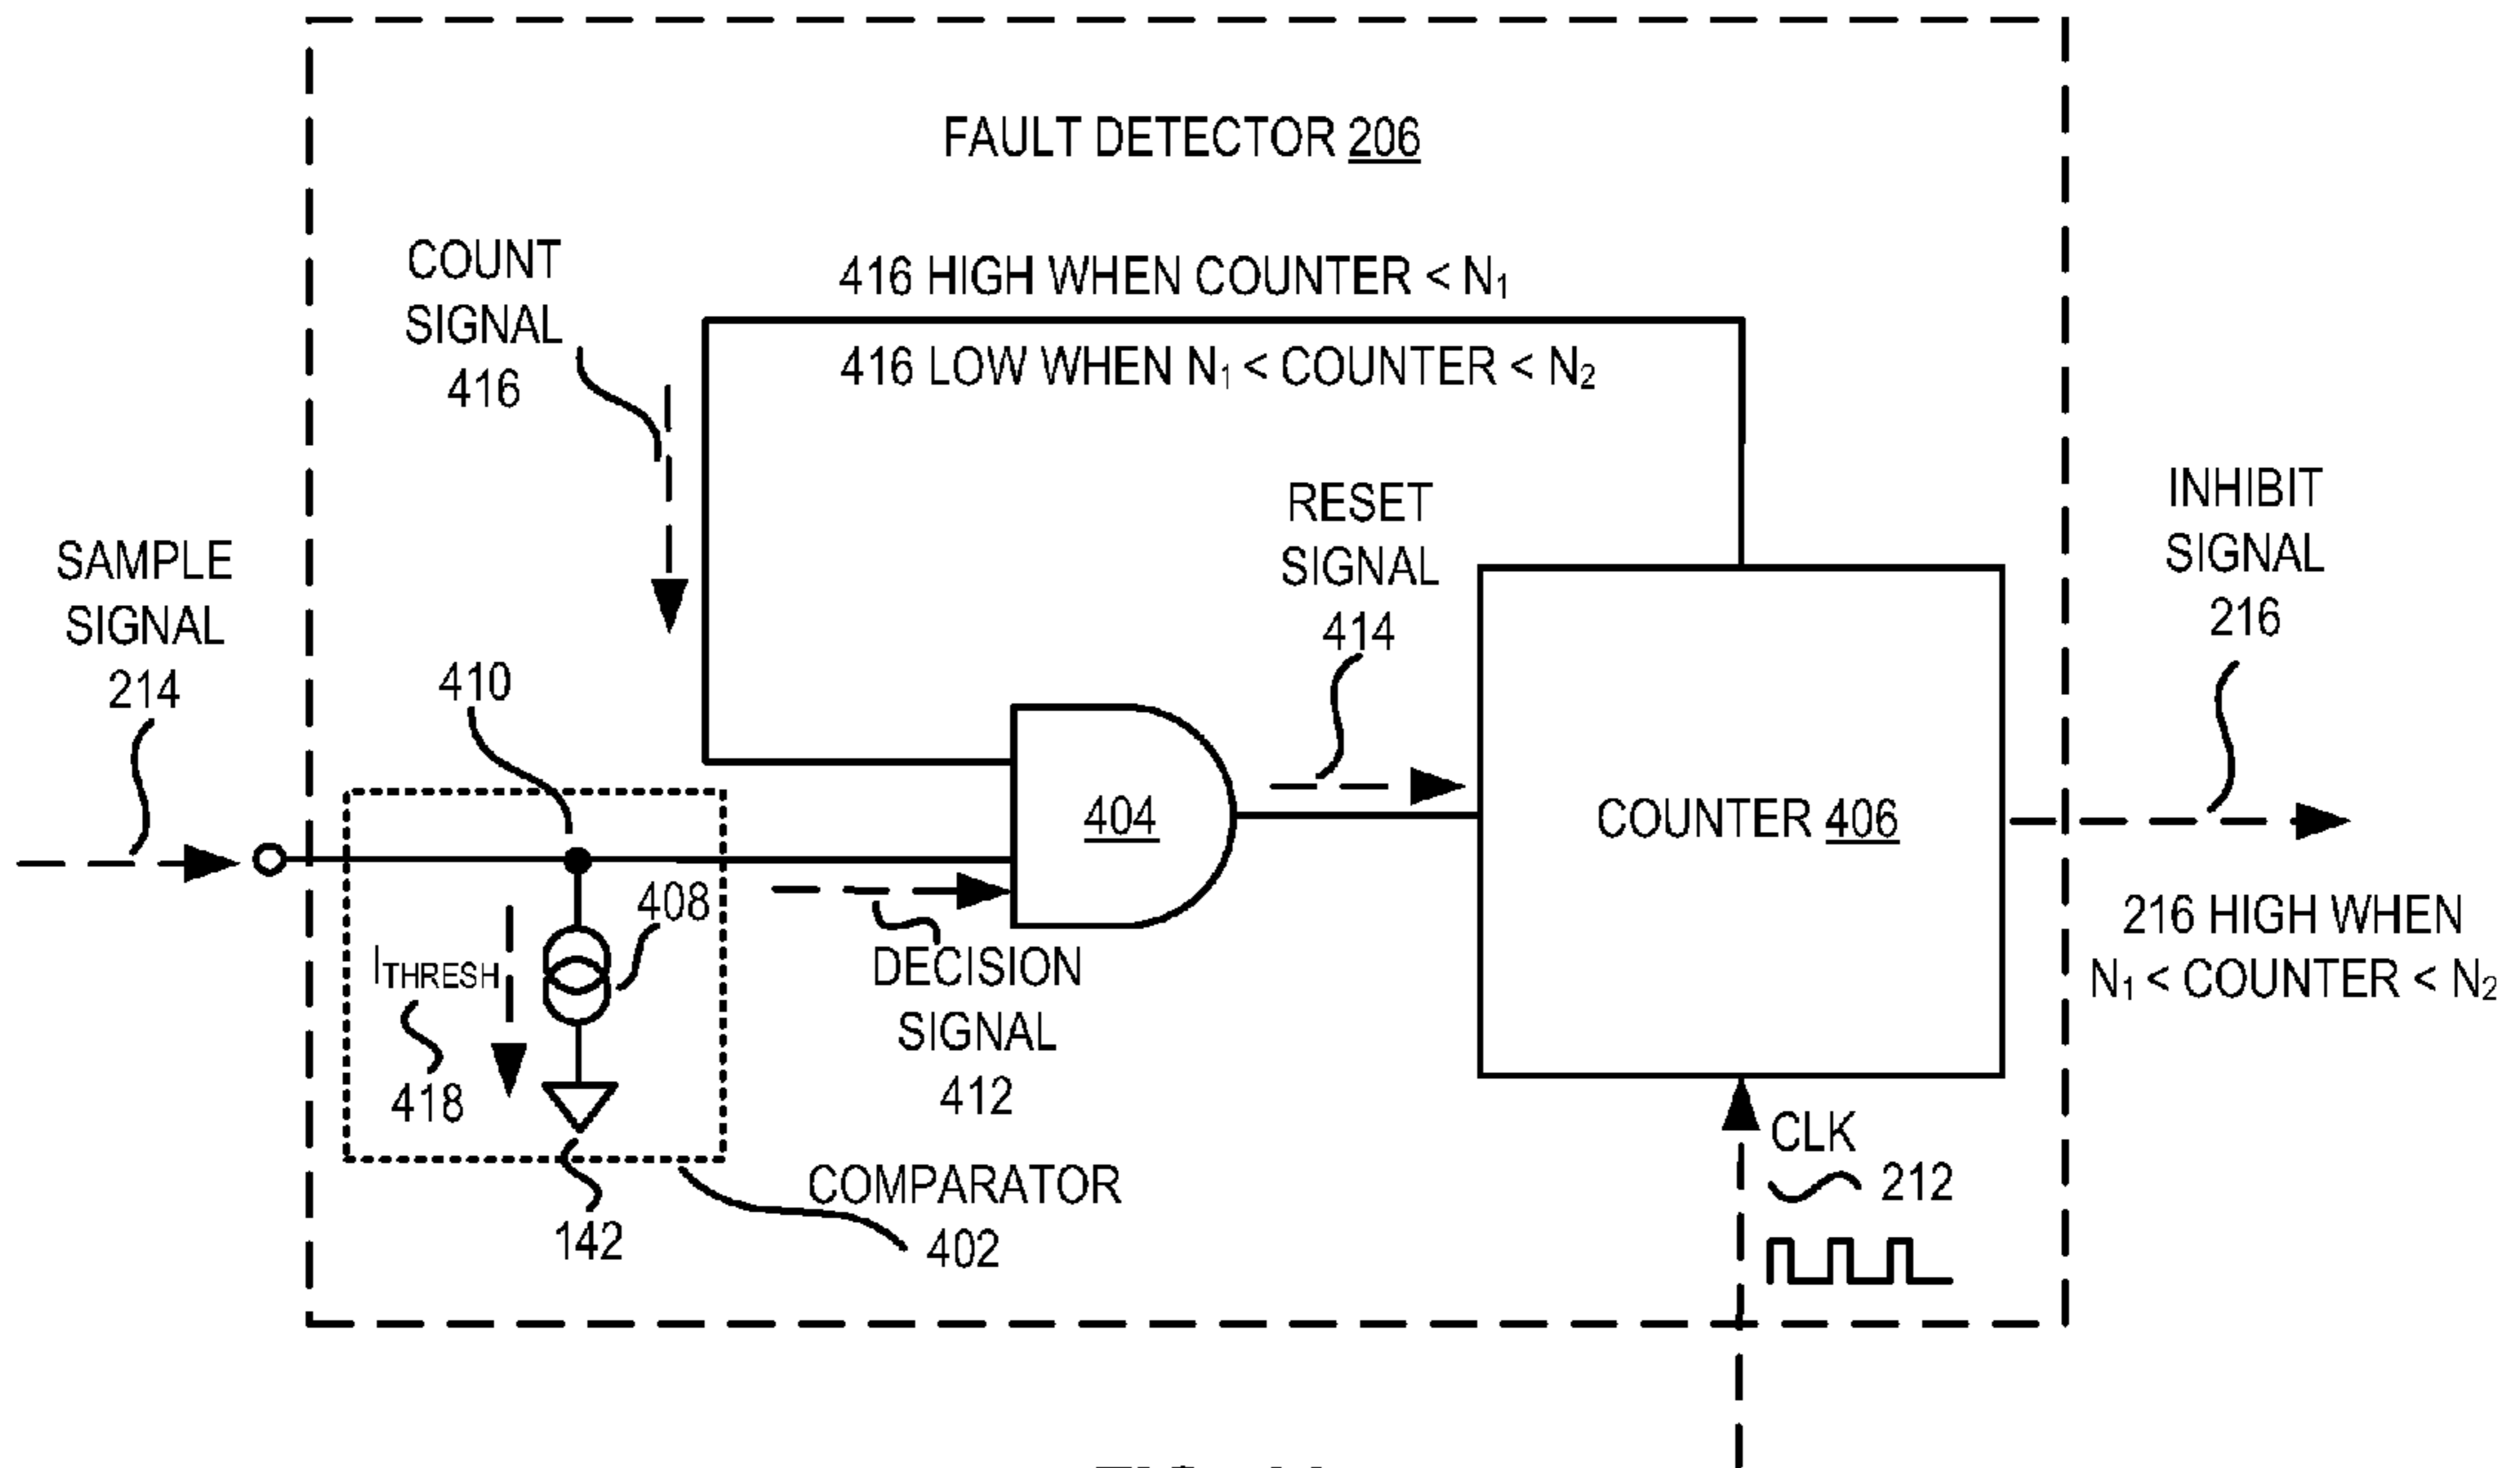 FAULT DETECTOR 206
COUNT
SIGNAL
416
416 HIGH WHEN COUNTER < N1
416 LOW WHEN N1 < COUNTER < N2
RESET
SIGNAL
414
INHIBIT
SIGNAL
216
SAMPLE
SIGNAL
214
410
404
COUNTER 406
408
216 HIGH WHEN
N1 < COUNTER < N2
ITHRESH
418
DECISION
SIGNAL
412
CLK
212
COMPARATOR
402
142